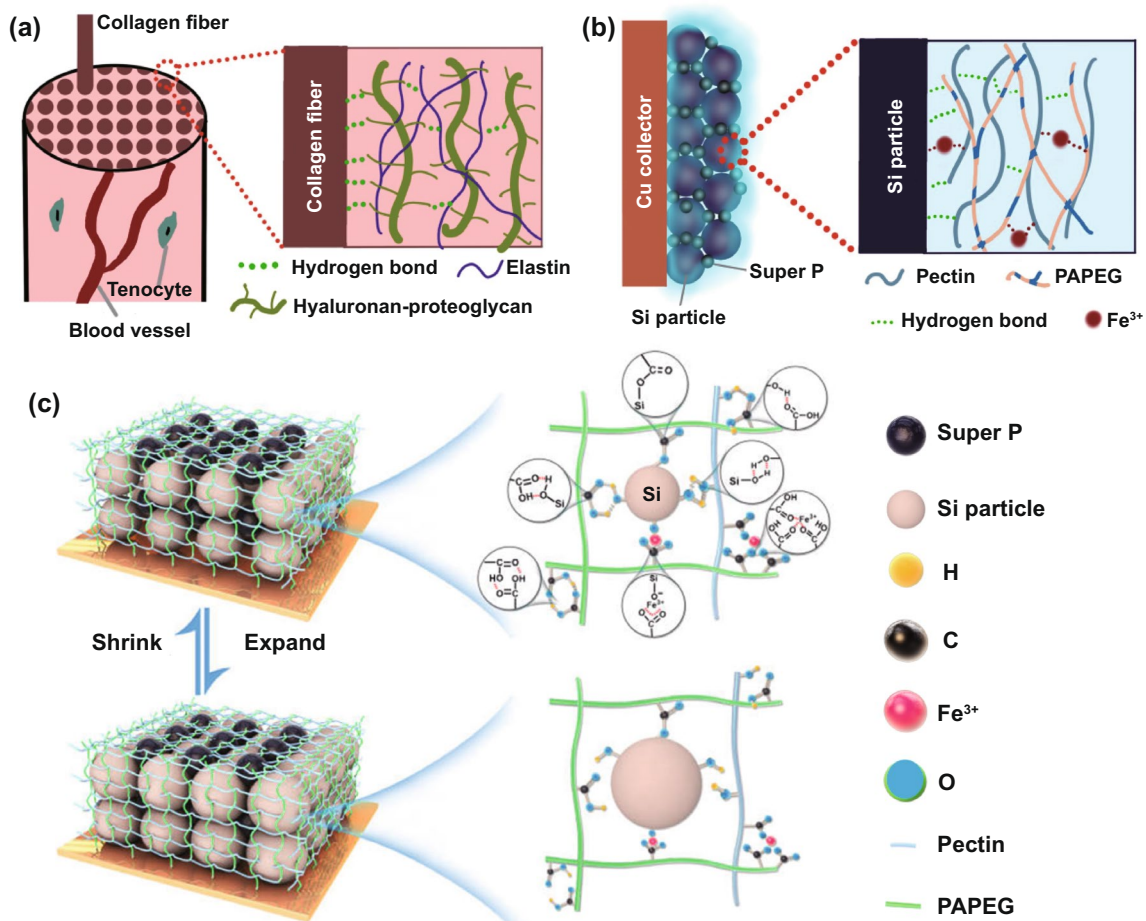 (a)
Collagen fiber
Collagen fiber
Tenocyte
Blood vessel
Hydrogen bond
Elastin
Hyaluronan-proteoglycan
(b)
Cu collector
Si particle
Super P
Si particle
Pectin
PAPEG
Hydrogen bond
Fe³⁺
(c)
Shrink
Expand
Si
Super P
Si particle
H
C
Fe³⁺
O
Pectin
PAPEG